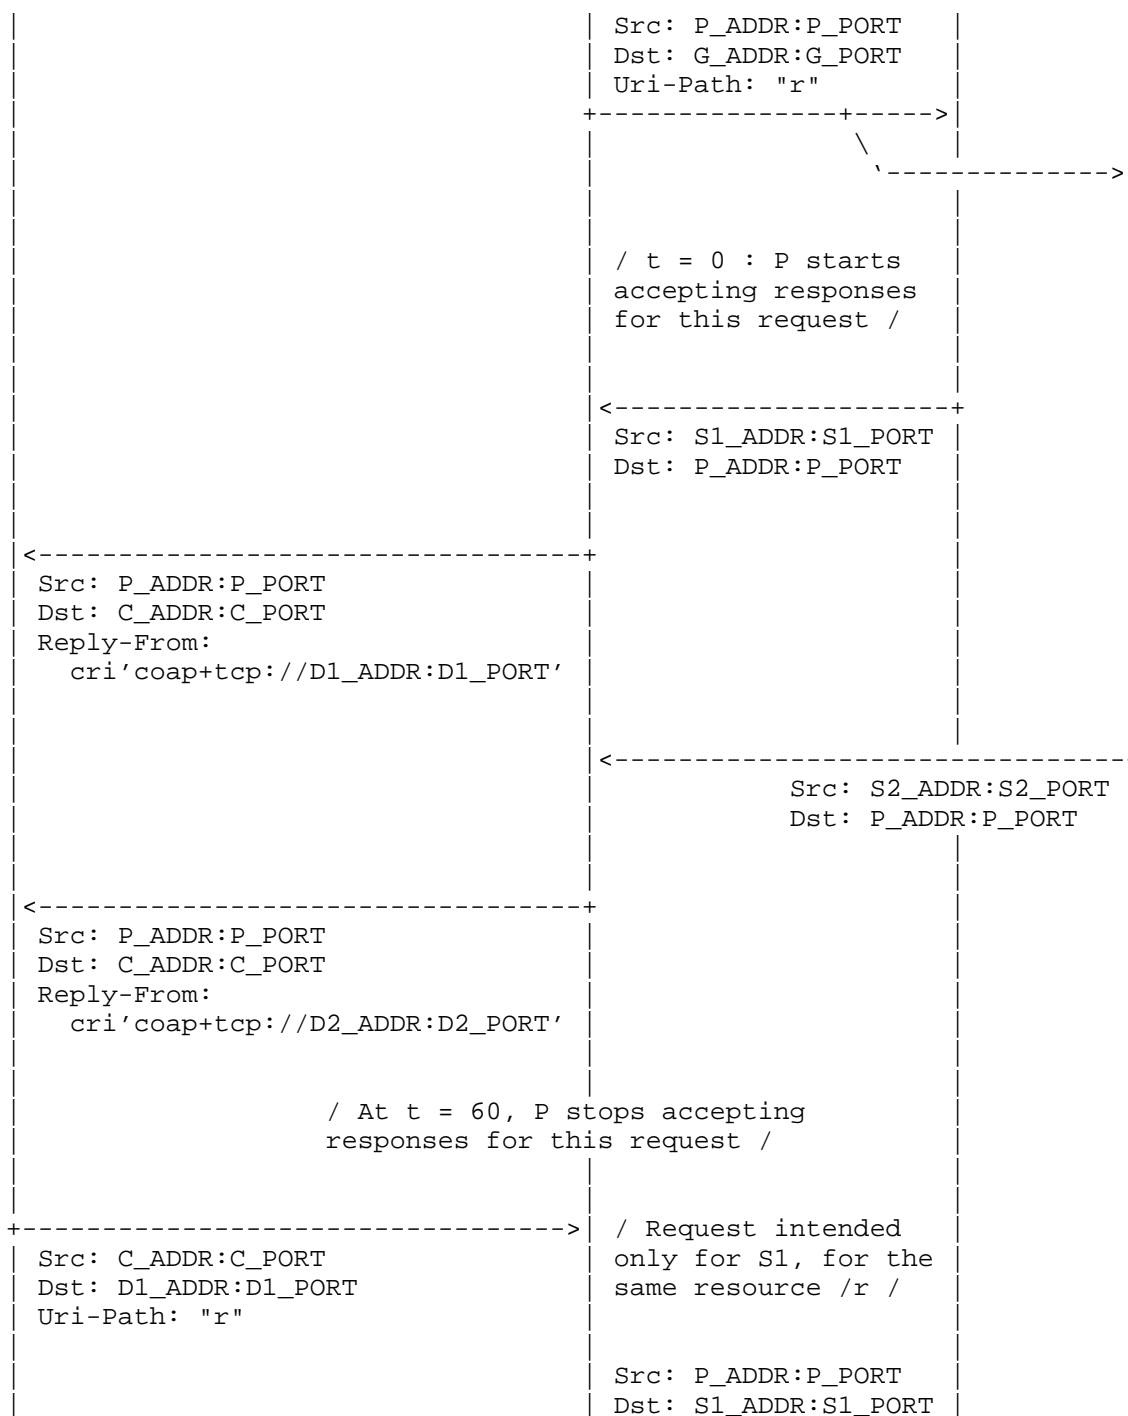 Src: P_ADDR:P_PORT
Dst: G_ADDR:G_PORT
Uri-Path: "r"
/ t = 0 : P starts
accepting responses
for this request /
Src: S1_ADDR:S1_PORT
Dst: P_ADDR:P_PORT
Src: P_ADDR:P_PORT
Dst: C_ADDR:C_PORT
Reply-From:
cri’coap+tcp://D1_ADDR:D1_PORT’
Src: S2_ADDR:S2_PORT
Dst: P_ADDR:P_PORT
Src: P_ADDR:P_PORT
Dst: C_ADDR:C_PORT
Reply-From:
cri’coap+tcp://D2_ADDR:D2_PORT’
/ At t = 60, P stops accepting
responses for this request /
/ Request intended
Src: C_ADDR:C_PORT only for S1, for the
Dst: D1_ADDR:D1_PORT same resource /r /
Uri-Path: "r"
Src: P_ADDR:P_PORT
Dst: S1_ADDR:S1_PORT